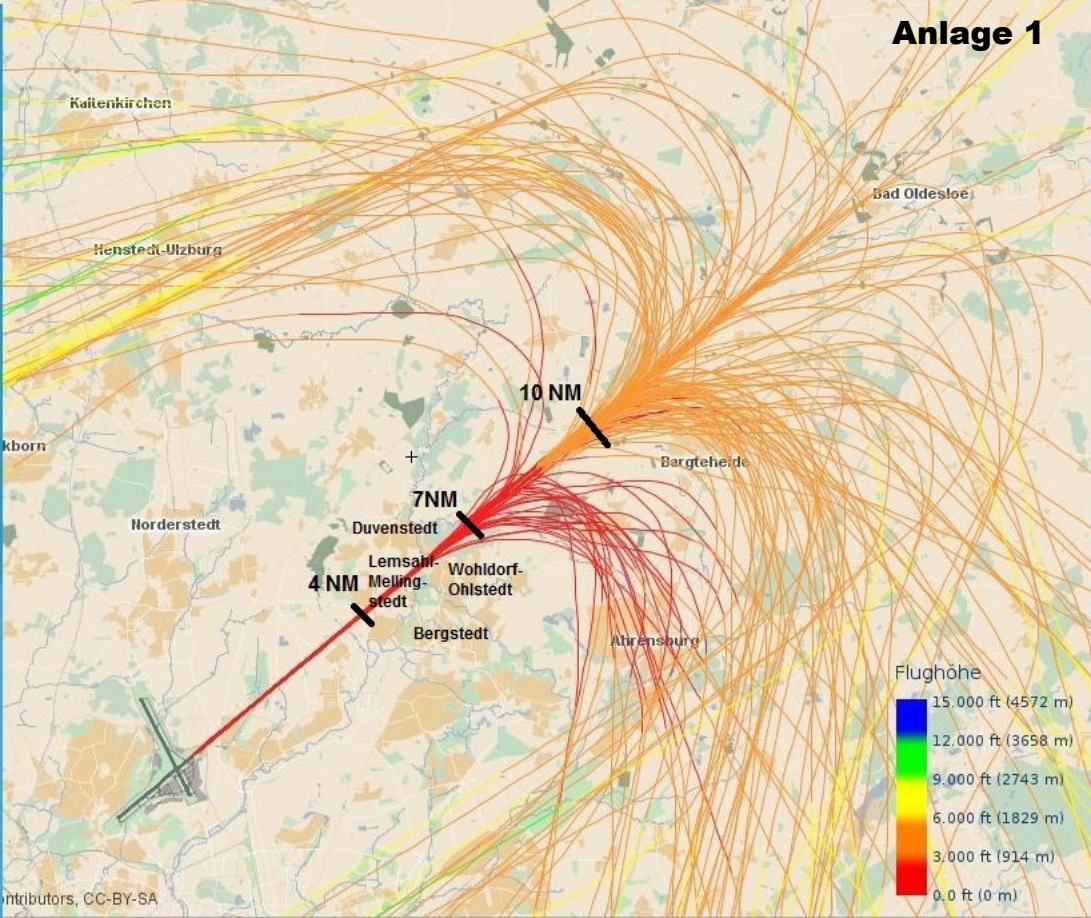 Anlage 1
Kaltenkirchen
Bad Oldesloe
Henstedt-Ulzburg
10 NM
kborn
Bargteheide
7NM
Norderstedt
Duvenstedt
Lemsahl-
Melling-
stedt
Wohldorf-
Ohlstedt
4 NM
Bergstedt
Ahrensburg
Flughöhe
15.000 ft (4572 m)
12.000 ft (3658 m)
9.000 ft (2743 m)
6.000 ft (1829 m)
3.000 ft (914 m)
0.0 ft (0 m)
ontributors, CC-BY-SA